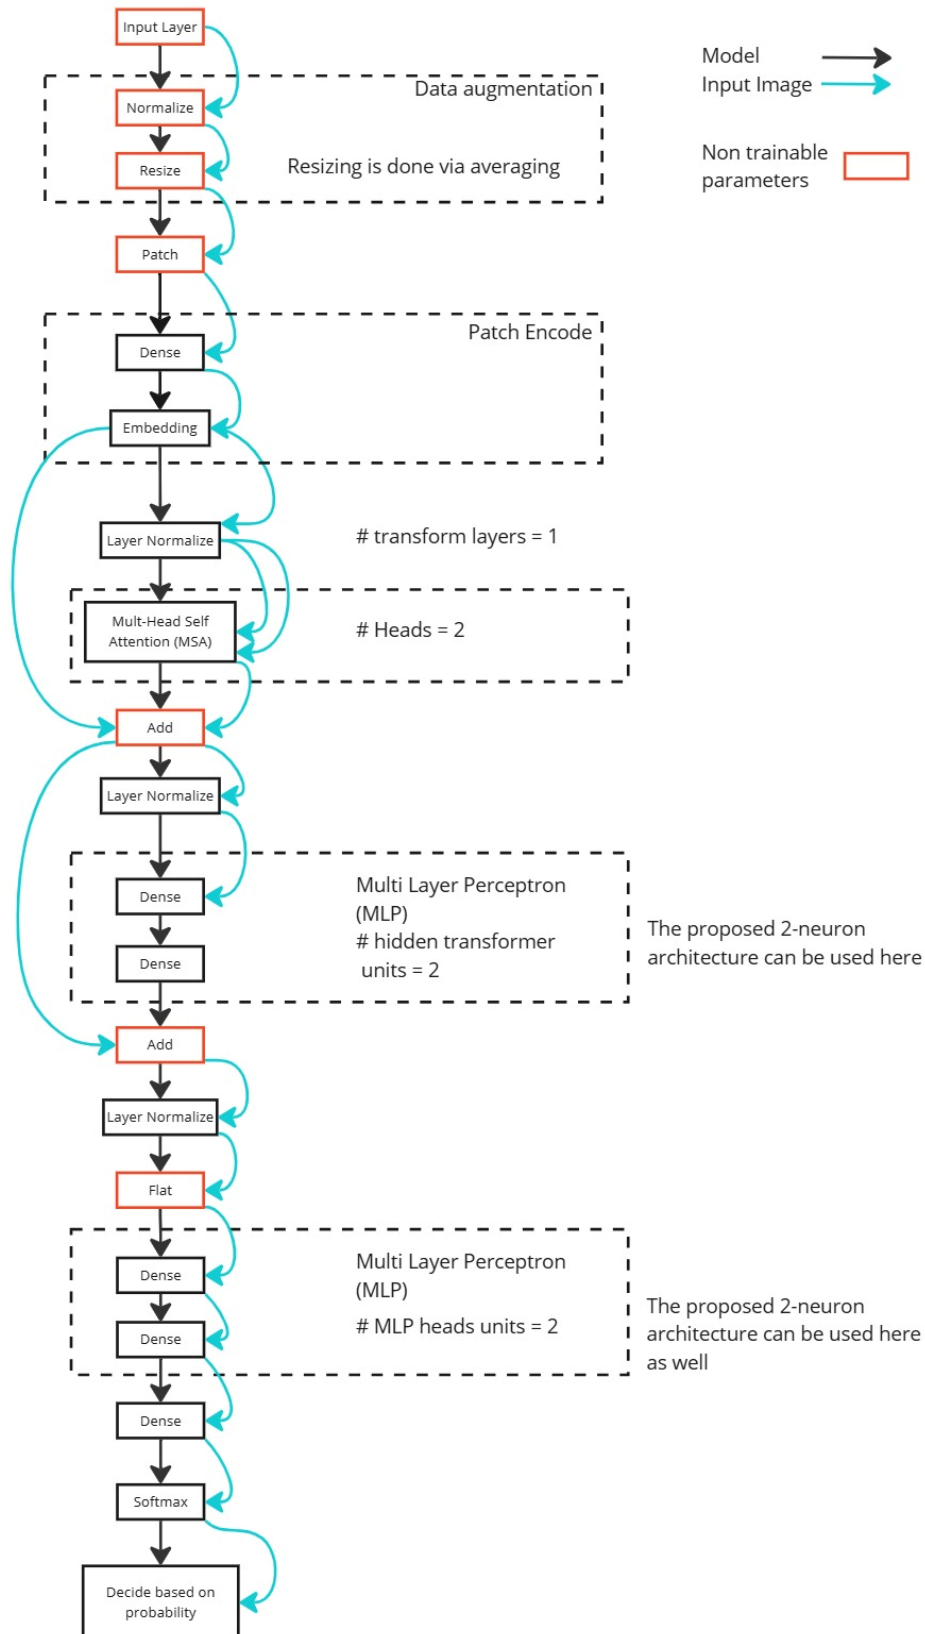 Input Layer
Model
Input Image
Data augmentation
Normalize
Non trainable
parameters
Resize
Resizing is done via averaging
Patch
Patch Encode
Dense
Embedding
Layer Normalize
# transform layers = 1
Mult-Head Self
Attention (MSA)
# Heads = 2
Add
Layer Normalize
Dense
Multi Layer Perceptron
(MLP)
# hidden transformer
units = 2
The proposed 2-neuron
architecture can be used here
Dense
Add
Layer Normalize
Flat
Dense
Multi Layer Perceptron
(MLP)
# MLP heads units = 2
The proposed 2-neuron
architecture can be used here
as well
Dense
Dense
Softmax
Decide based on
probability